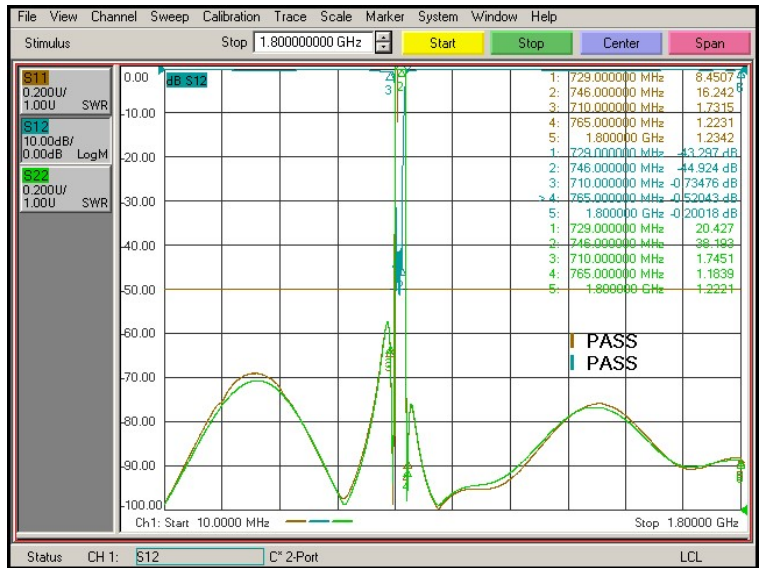 File View Channel Sweep Calibration Trace Scale Marker System Window Help
Stimulus Stop 1.800000000 GHz Start Stop Center Span
S11
0.200U/
1.00U SWR
S12
10.00dB/
0.00dB LogM
S22
0.200U/
1.00U SWR
dB S12
0.00
-10.00
-20.00
-30.00
-40.00
-50.00
-60.00
-70.00
-80.00
-90.00
-100.00
1: 729.000000 MHz 8.4507
2: 746.000000 MHz 16.242
3: 710.000000 MHz 1.7315
4: 765.000000 MHz 1.2231
5: 1.800000 GHz 1.2342
1: 729.000000 MHz -43.297 dB
2: 746.000000 MHz -44.924 dB
3: 710.000000 MHz -0.73476 dB
> 4: 765.000000 MHz -0.52043 dB
5: 1.800000 GHz -0.20018 dB
1: 729.000000 MHz 20.427
2: 746.000000 MHz 38.193
3: 710.000000 MHz 1.7451
4: 765.000000 MHz 1.1839
5: 1.800000 GHz 1.2221
PASS
PASS
3
2
4
Ch1: Start 10.0000 MHz Stop 1.80000 GHz
Status CH 1: S12 C* 2-Port LCL